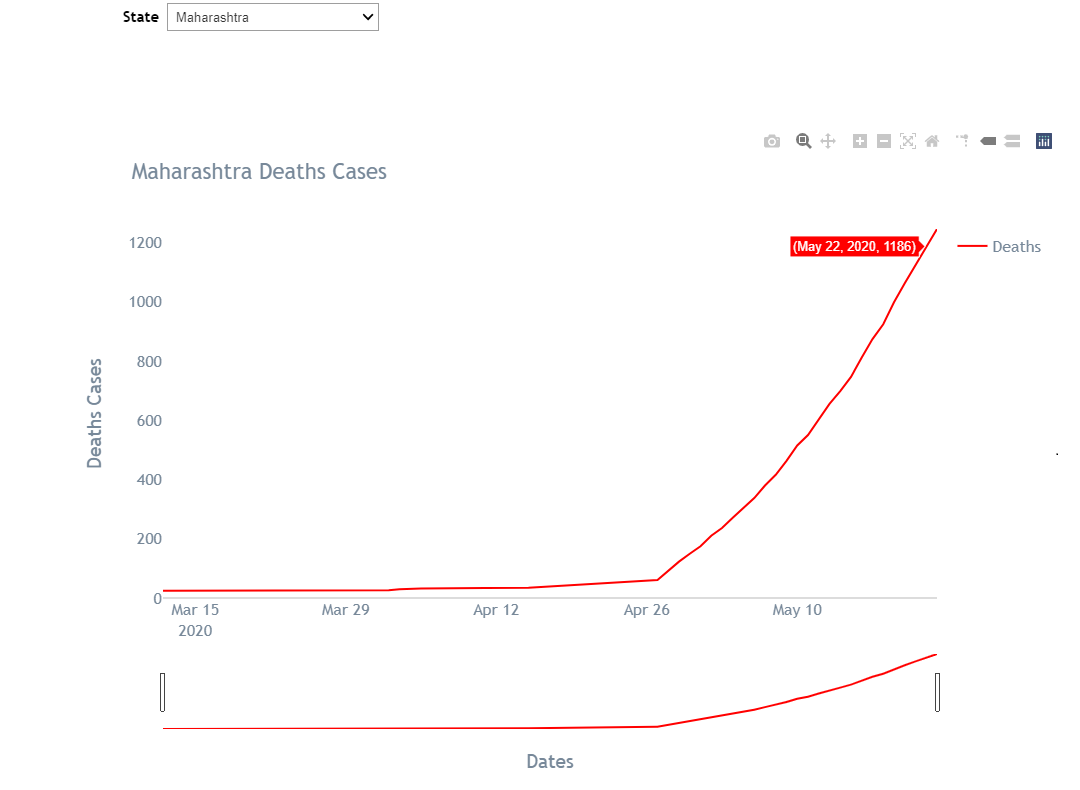 State Maharashtra
Maharashtra Deaths Cases
1200
(May 22, 2020, 1186)
Deaths
1000
800
600
400
200
0
Deaths Cases
Mar 15 Mar 29 Apr 12 Apr 26 May 10
2020
Dates